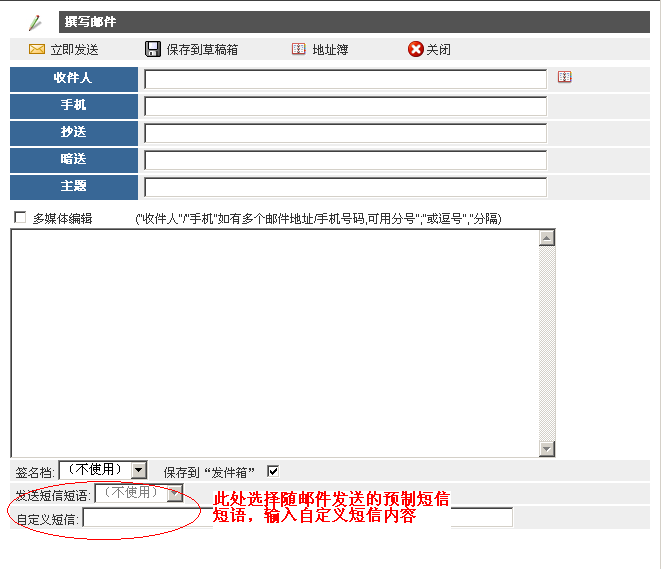 撰写邮件
立即发送 保存到草稿箱 地址簿 关闭
收件人
手机
抄送
暗送
主题
多媒体编辑 ("收件人"/"手机"如有多个邮件地址/手机号码,可用分号";"或逗号","分隔)
签名档: （不使用） 保存到“发件箱”
发送短信短语: （不使用）
自定义短信:
此处选择随邮件发送的预制短信
短语，输入自定义短信内容